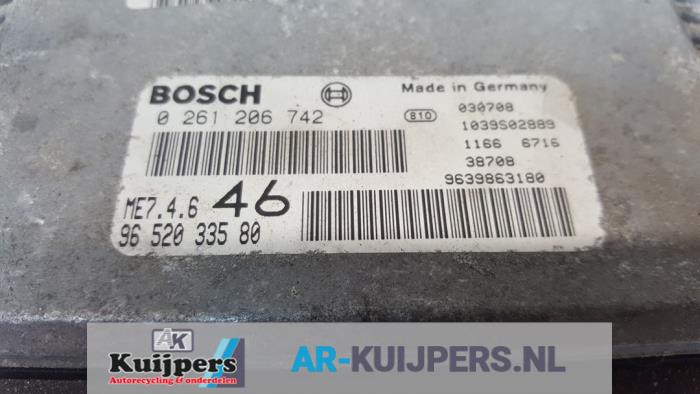 BOSCH
Made in Germany
0 261 206 742
810
030708
1039S02889
1166 6716
38708
9639863180
ME7.4.6 46
96 520 335 80
AK
Kuijpers
Autorecycling & onderdelen
AR-KUIJPERS.NL